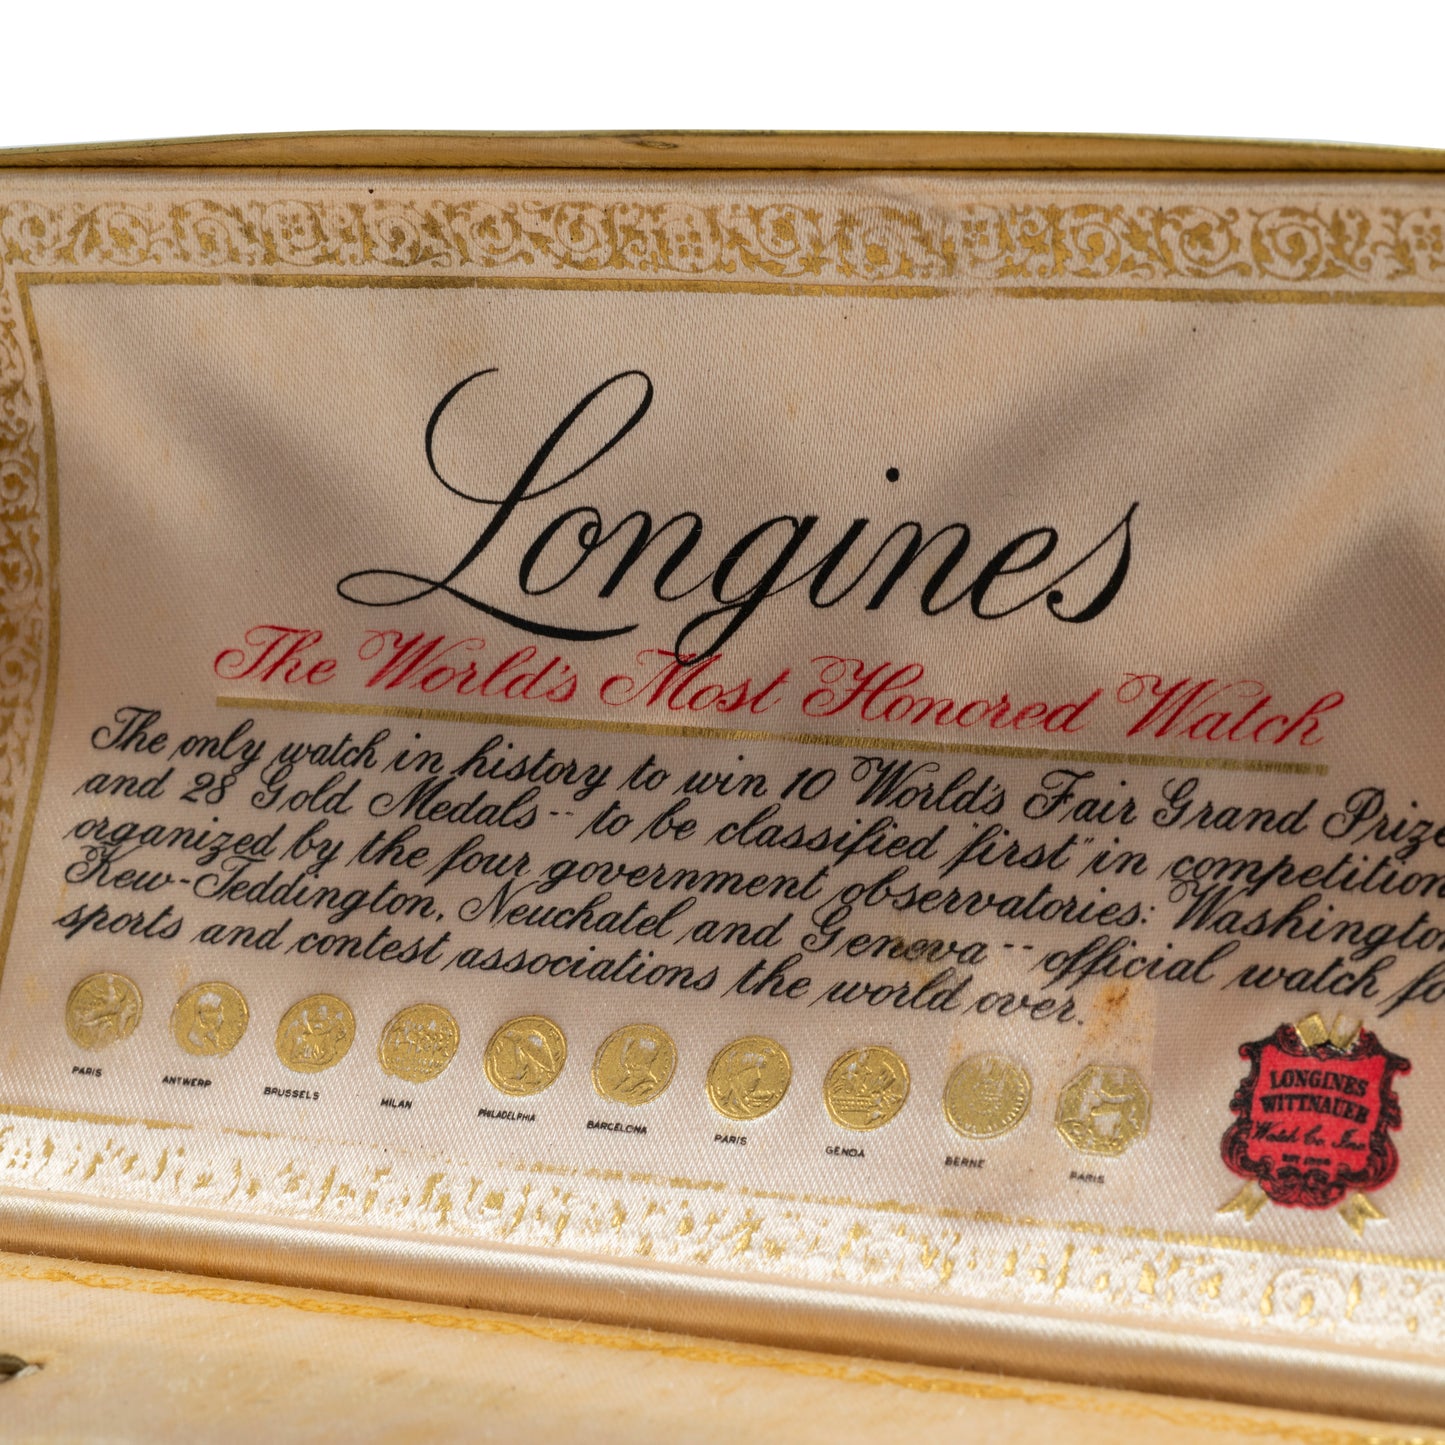 Longines
The World's Most Honored Watch
The only watch in history to win 10 World's Fair Grand Prize
and 28 Gold Medals -- to be classified "first" in competition
organized by the four government observatories: Washington
Kew-Teddington, Neuchatel and Geneva -- official watch fo
sports and contest associations the world over.
PARIS ANTWERP BRUSSELS MILAN PHILADELPHIA BARCELONA PARIS GENOA BERNE PARIS
LONGINES
WITTNAUER
Watch Co. Inc